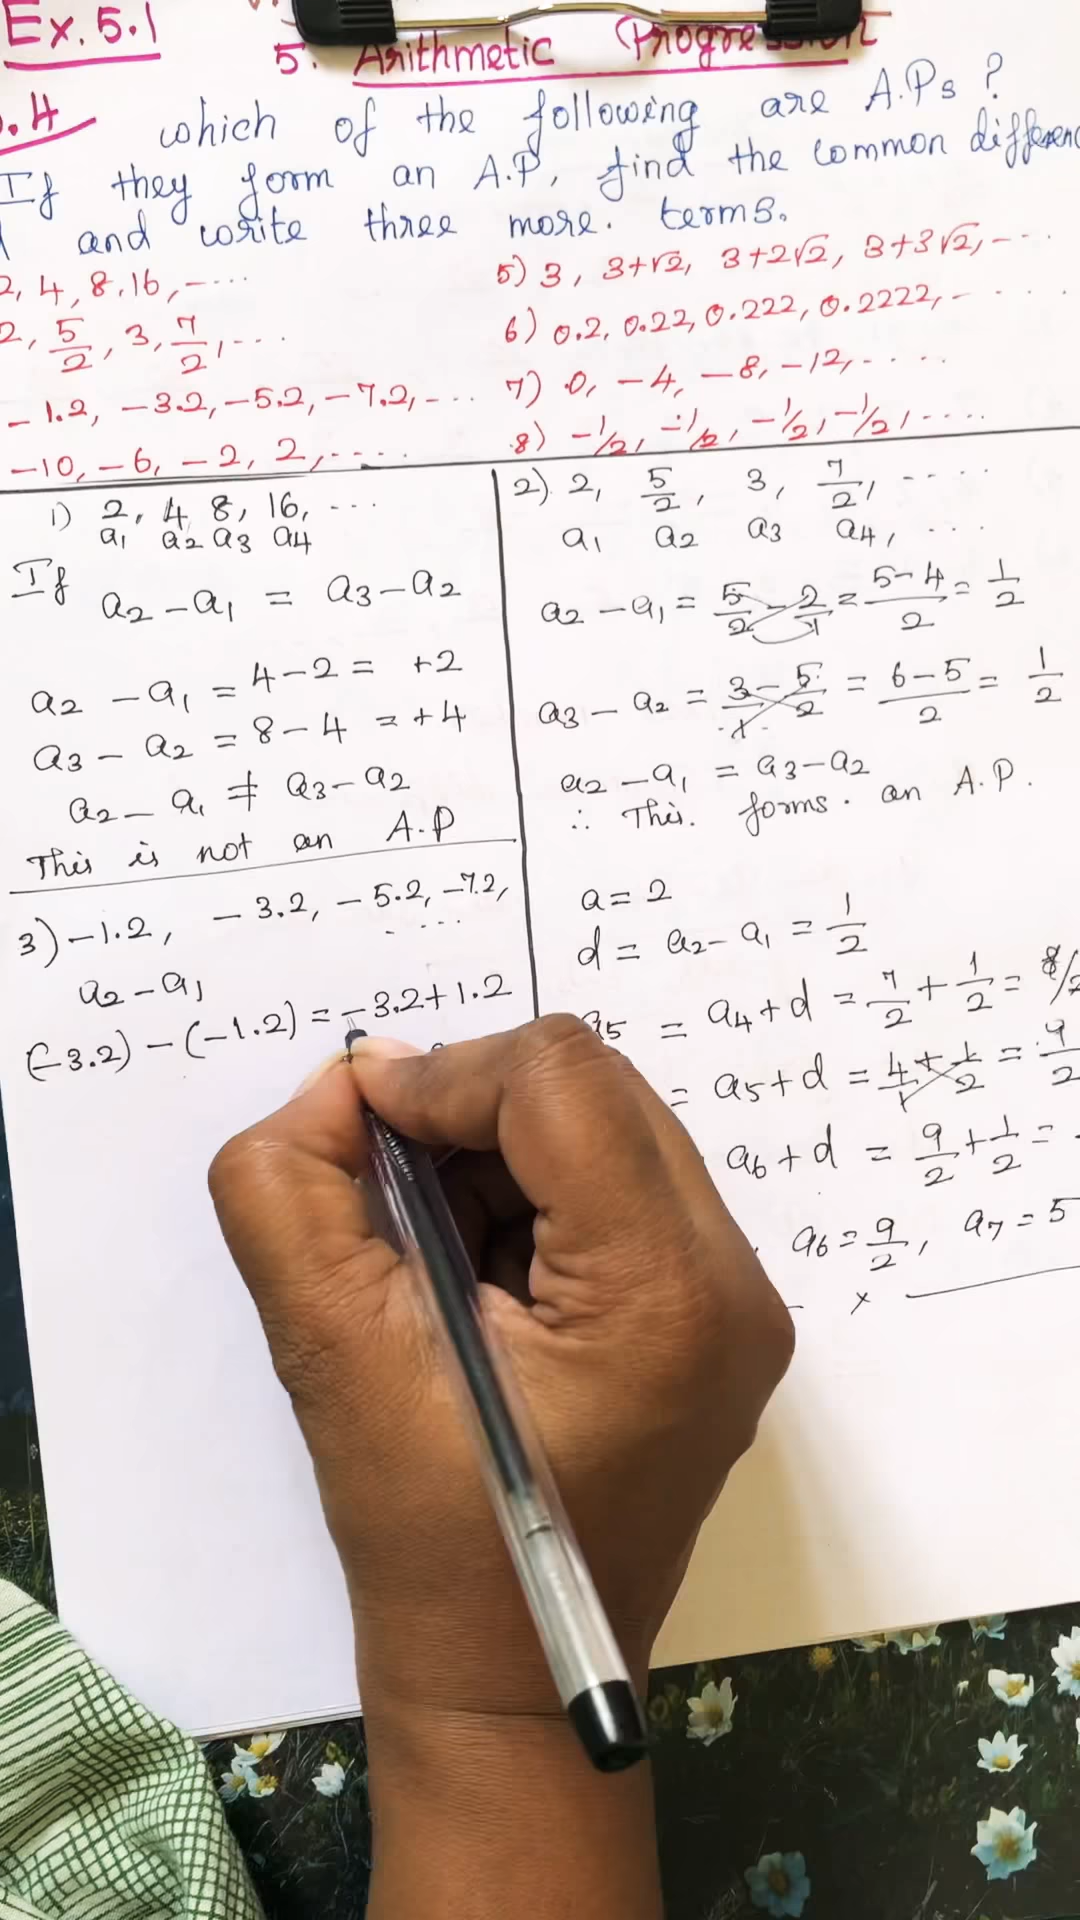 Ex. 5.1
5. Arithmetic Progression
.4 which of the following are A.Ps ?
If they form an A.P, find the common
and write three more. terms.
2, 4, 8, 16, ....
2, 5/2, 3, 7/2, ....
-1.2, -3.2, -5.2, -7.2, ....
-10, -6, -2, 2, ....
5) 3, 3+√2, 3+2√2, 3+3√2, ....
6) 0.2, 0.22, 0.222, 0.2222, ....
7) 0, -4, -8, -12, ....
8) -1/2, -1/2, -1/2, -1/2, ....
1) 2, 4 8, 16, ...
a1 a2 a3 a4
If a2 - a1 = a3 - a2
a2 - a1 = 4 - 2 = +2
a3 - a2 = 8 - 4 = +4
a2 - a1 ≠ a3 - a2
This is not an A.P
3) -1.2, -3.2, -5.2, -7.2,
....
a2 - a1
(-3.2) - (-1.2) = -3.2 + 1.2
2) 2, 5/2, 3, 7/2, ....
a1 a2 a3 a4, ...
a2 - a1 = 5/2 - 2/1 = 5-4/2 = 1/2
a3 - a2 = 3/1 - 5/2 = 6-5/2 = 1/2
a2 - a1 = a3 - a2
∴ This. forms. an A.P.
a = 2
d = a2 - a1 = 1/2
a5 = a4 + d = 7/2 + 1/2 = 8/2
= a5 + d = 4/1 + 1/2 = 9/2
a6 + d = 9/2 + 1/2 =
a6 = 9/2, a7 = 5
x